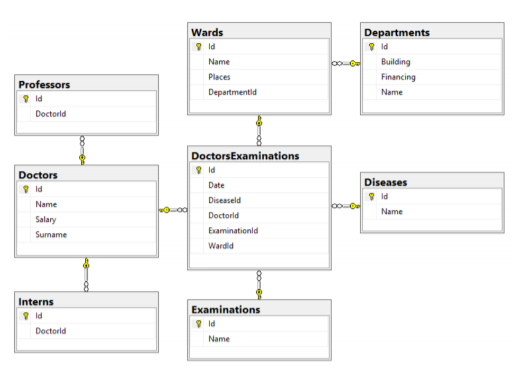 Wards
Id
Name
Places
DepartmentId
Departments
Id
Building
Financing
Name
Professors
Id
DoctorId
Doctors
Id
Name
Salary
Surname
DoctorsExaminations
Id
Date
DiseaseId
DoctorId
ExaminationId
WardId
Diseases
Id
Name
Interns
Id
DoctorId
Examinations
Id
Name